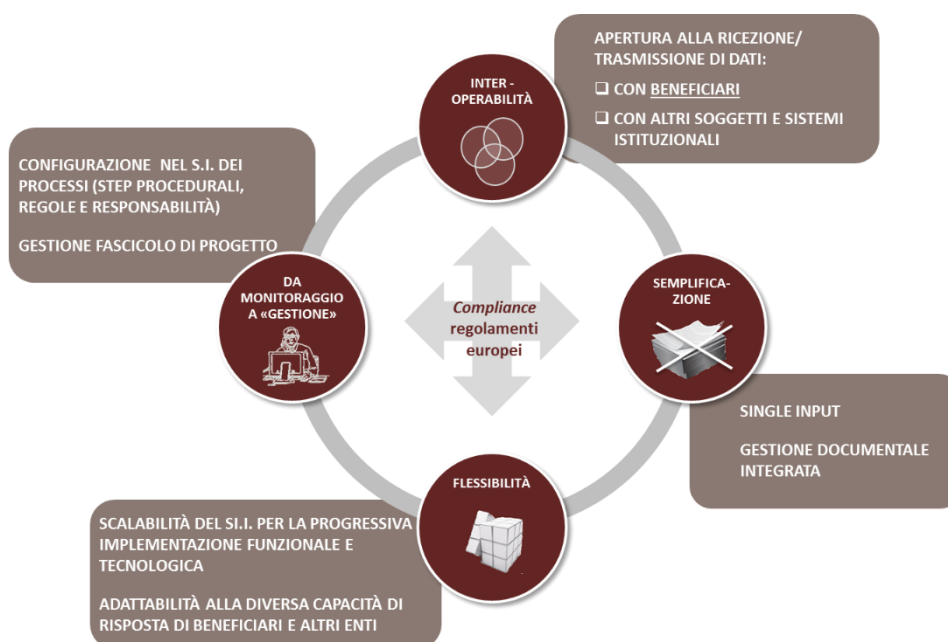 INTER -
OPERABILITÀ
APERTURA ALLA RICEZIONE/
TRASMISSIONE DI DATI:
❑ CON BENEFICIARI
❑ CON ALTRI SOGGETTI E SISTEMI
ISTITUZIONALI
CONFIGURAZIONE NEL S.I. DEI
PROCESSI (STEP PROCEDURALI,
REGOLE E RESPONSABILITÀ)
GESTIONE FASCICOLO DI PROGETTO
DA
MONITORAGGIO
A «GESTIONE»
Compliance
regolamenti
europei
SEMPLIFICA-
ZIONE
SINGLE INPUT
GESTIONE DOCUMENTALE
INTEGRATA
FLESSIBILITÀ
SCALABILITÀ DEL SI.I. PER LA PROGRESSIVA
IMPLEMENTAZIONE FUNZIONALE E
TECNOLOGICA
ADATTABILITÀ ALLA DIVERSA CAPACITÀ DI
RISPOSTA DI BENEFICIARI E ALTRI ENTI